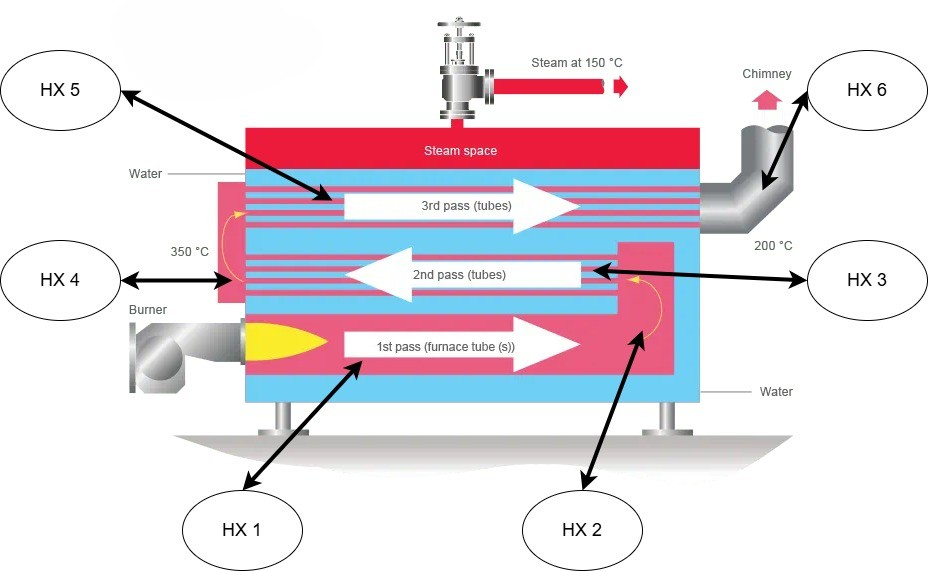 Steam at 150 °C
Chimney
HX 5
HX 6
Steam space
Water
3rd pass (tubes)
350 °C
200 °C
HX 4
2nd pass (tubes)
HX 3
Burner
1st pass (furnace tube (s))
Water
HX 1
HX 2